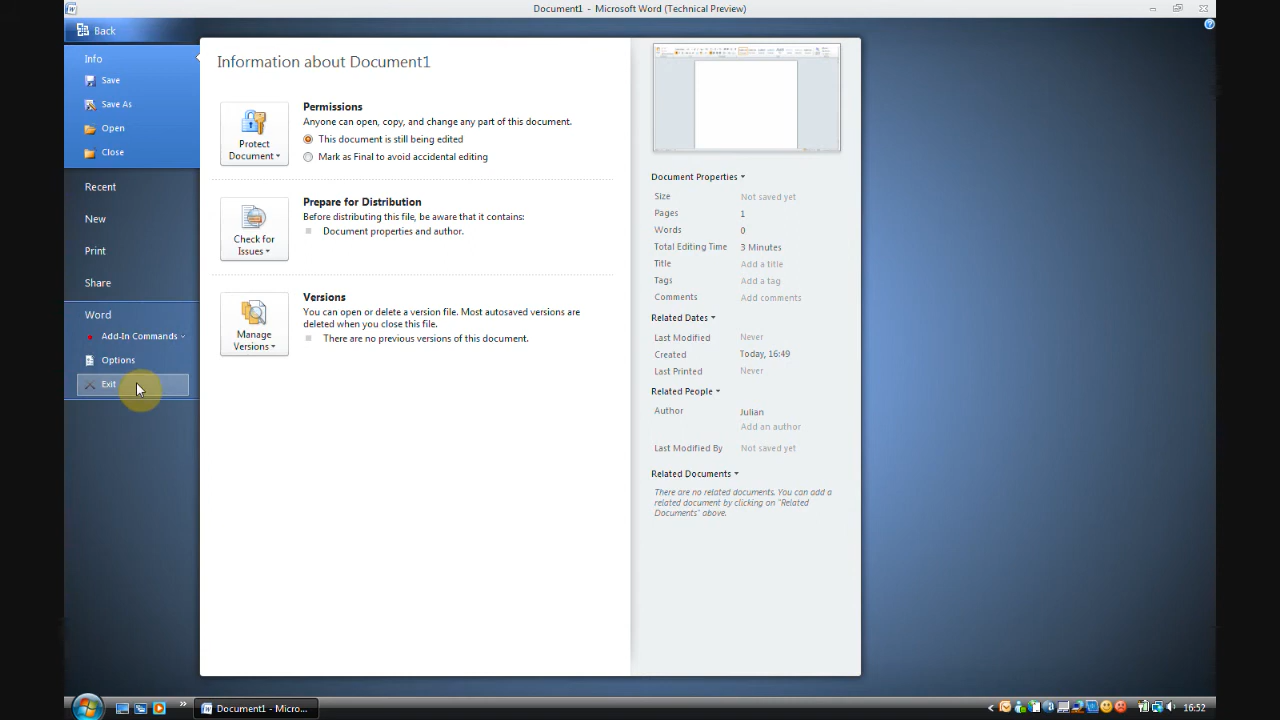 Document1 - Microsoft Word (Technical Preview)
Back
Info
Save
Save As
Open
Close
Recent
New
Print
Share
Word
Add-In Commands
Options
Exit
Information about Document1
Protect
Document
Permissions
Anyone can open, copy, and change any part of this document.
This document is still being edited
Mark as Final to avoid accidental editing
Check for
Issues
Prepare for Distribution
Before distributing this file, be aware that it contains:
Document properties and author.
Manage
Versions
Versions
You can open or delete a version file. Most autosaved versions are
deleted when you close this file.
There are no previous versions of this document.
Document Properties
Size Not saved yet
Pages 1
Words 0
Total Editing Time 3 Minutes
Title Add a title
Tags Add a tag
Comments Add comments
Related Dates
Last Modified Never
Created Today, 16:49
Last Printed Never
Related People
Author Julian
Add an author
Last Modified By Not saved yet
Related Documents
There are no related documents. You can add a
related document by clicking on "Related
Documents" above.
Document1 - Micro...
16:52